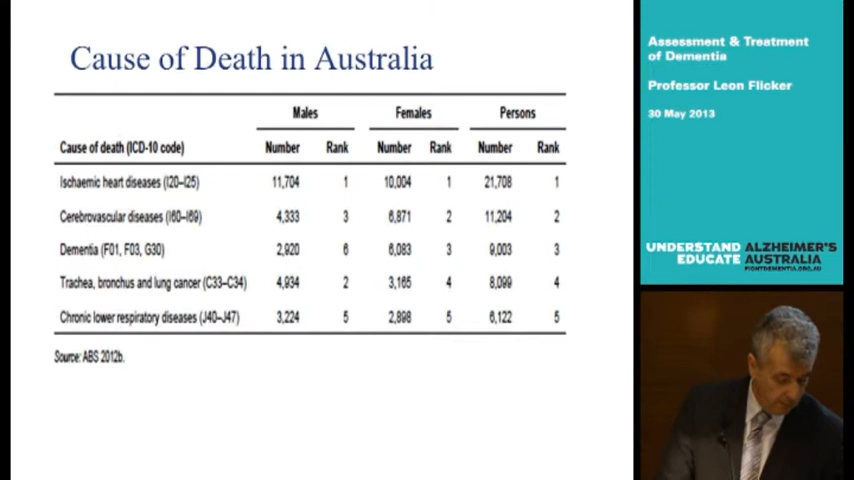 Cause of Death in Australia
Males Females Persons
Cause of death (ICD-10 code) Number Rank Number Rank Number Rank
Ischaemic heart diseases (I20–I25) 11,704 1 10,004 1 21,708 1
Cerebrovascular diseases (I60–I69) 4,333 3 6,871 2 11,204 2
Dementia (F01, F03, G30) 2,920 6 6,083 3 9,003 3
Trachea, bronchus and lung cancer (C33–C34) 4,934 2 3,165 4 8,099 4
Chronic lower respiratory diseases (J40–J47) 3,224 5 2,898 5 6,122 5
Source: ABS 2012b.
Assessment & Treatment
of Dementia
Professor Leon Flicker
30 May 2013
UNDERSTAND ALZHEIMER'S
EDUCATE AUSTRALIA
FIGHTDEMENTIA.ORG.AU